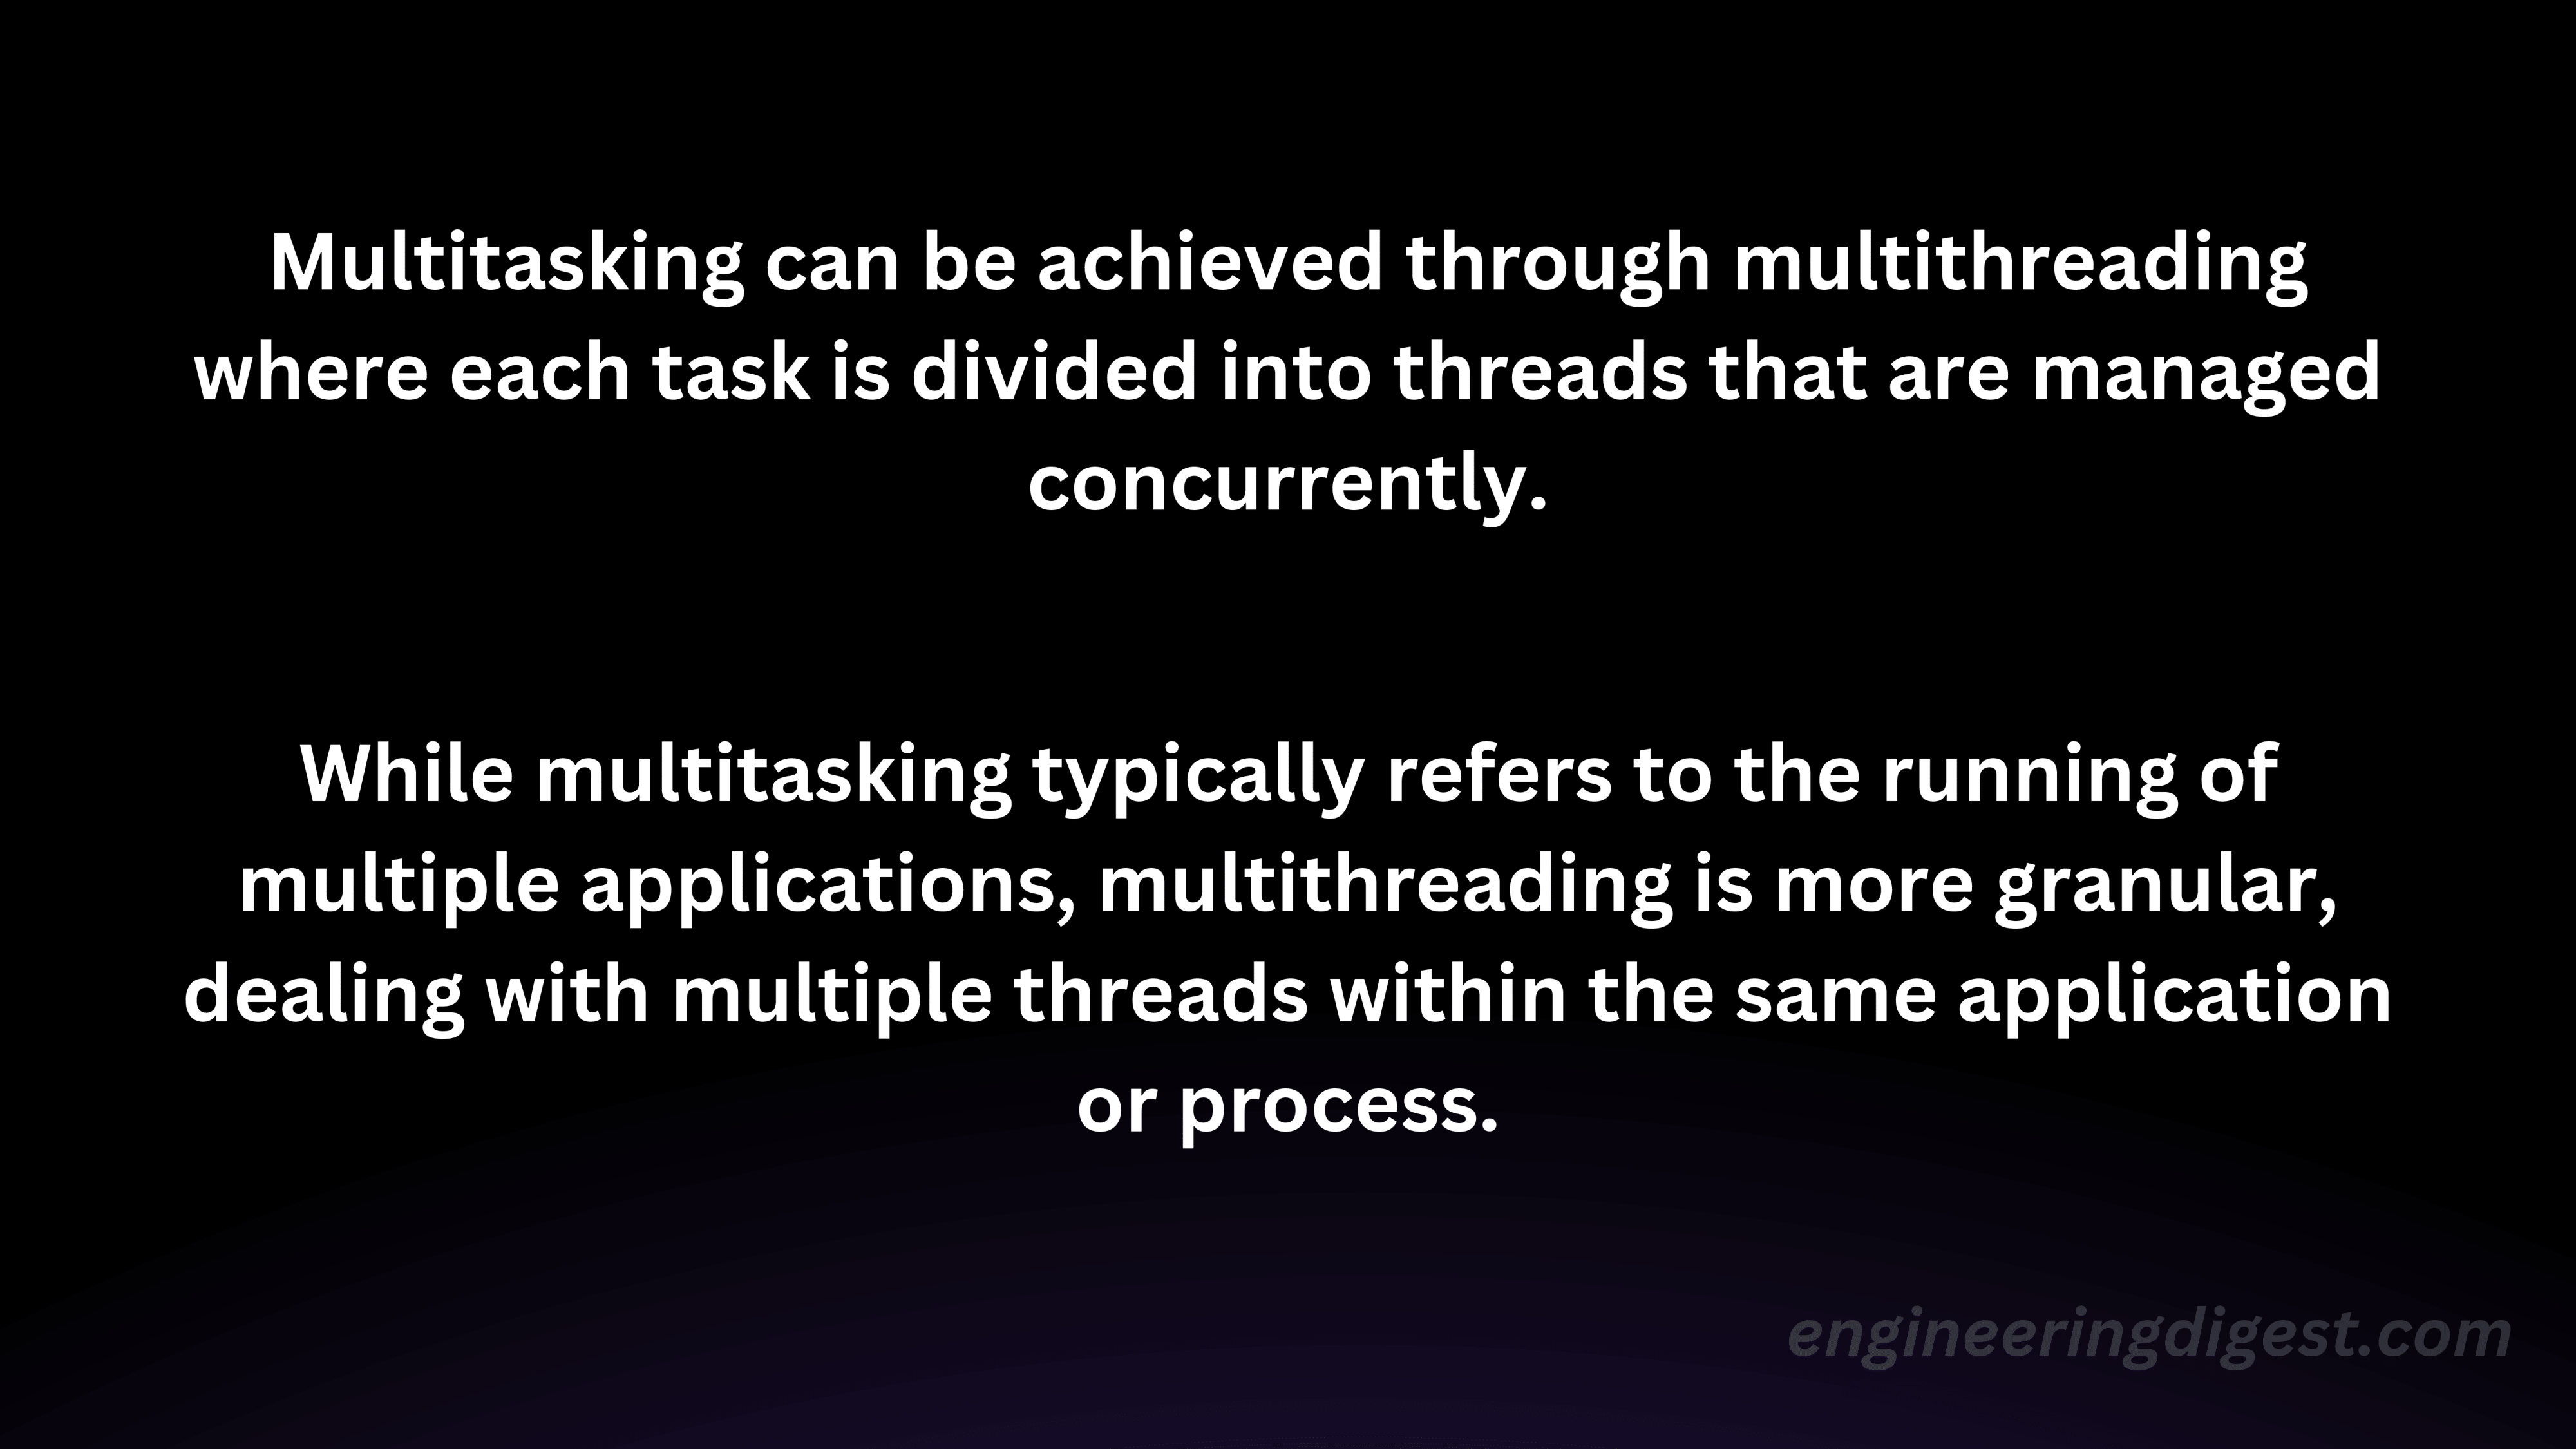 Multitasking can be achieved through multithreading
where each task is divided into threads that are managed
concurrently.
While multitasking typically refers to the running of
multiple applications, multithreading is more granular,
dealing with multiple threads within the same application
or process.
engineeringdigest.com